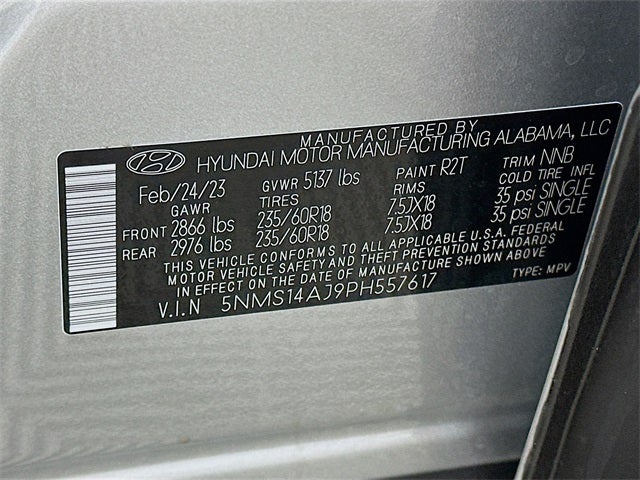 MANUFACTURED BY
HYUNDAI MOTOR MANUFACTURING ALABAMA, LLC
Feb/24/23 GVWR 5137 lbs PAINT R2T TRIM NNB
GAWR TIRES RIMS COLD TIRE INFL
FRONT 2866 lbs 235/60R18 7.5JX18 35 psi SINGLE
REAR 2976 lbs 235/60R18 7.5JX18 35 psi SINGLE
THIS VEHICLE CONFORMS TO ALL APPLICABLE U.S.A. FEDERAL
MOTOR VEHICLE SAFETY AND THEFT PREVENTION STANDARDS
IN EFFECT ON THE DATE OF MANUFACTURE SHOWN ABOVE
V.I.N 5NMS14AJ9PH557617 TYPE: MPV